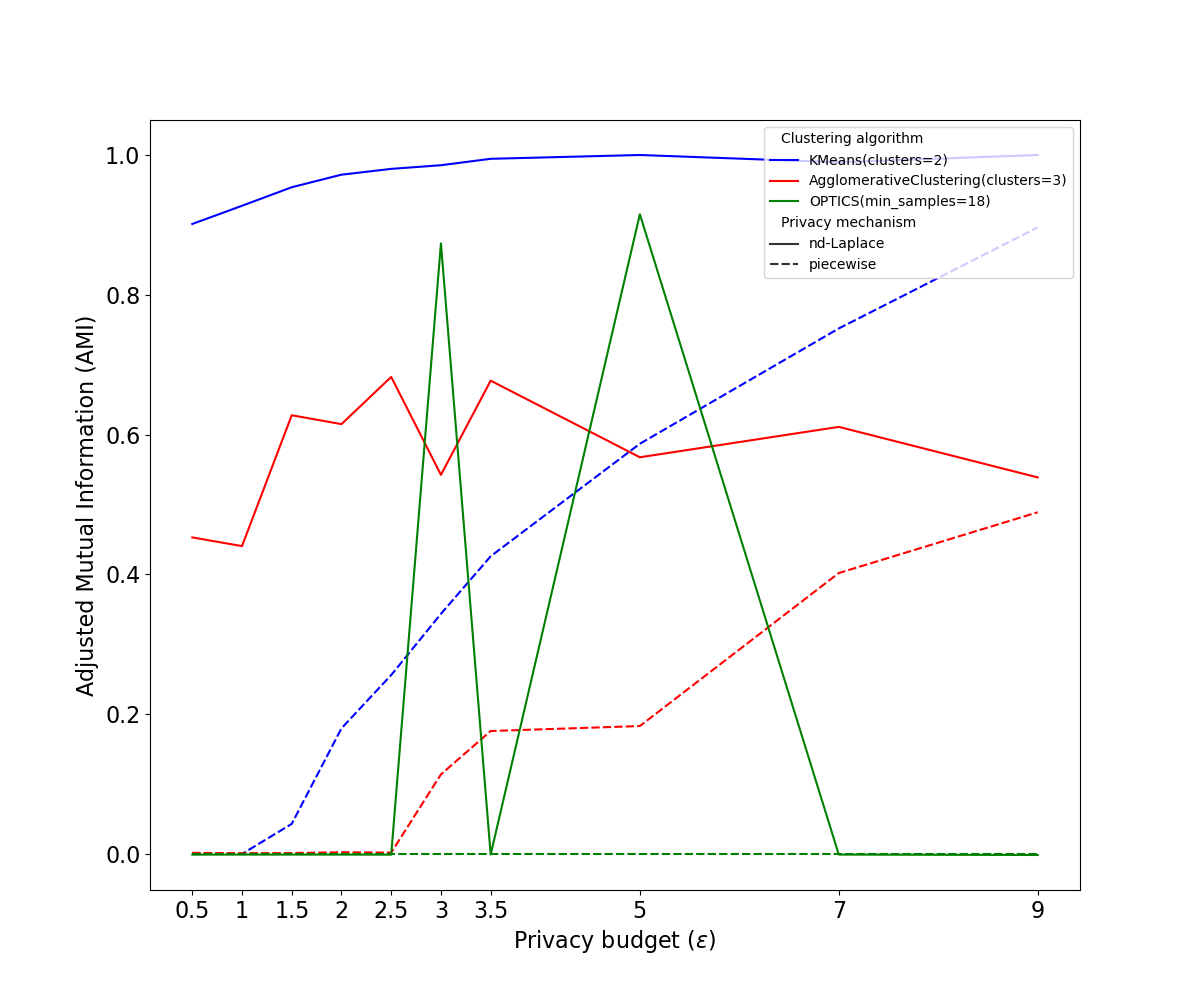 Clustering algorithm
KMeans(clusters=2)
AgglomerativeClustering(clusters=3)
OPTICS(min_samples=18)
Privacy mechanism
nd-Laplace
piecewise
1.0
0.8
0.6
0.4
0.2
0.0
Adjusted Mutual Information (AMI)
0.5 1 1.5 2 2.5 3 3.5 5 7 9
Privacy budget (ε)